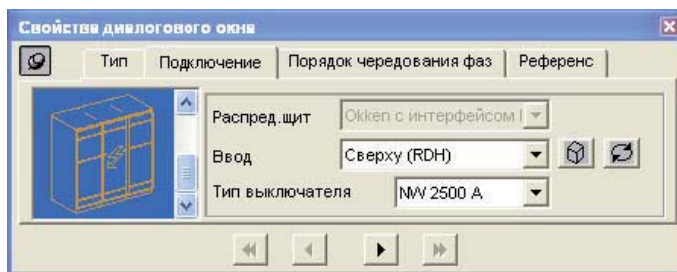 Свойства диалогового окна
Тип Подключение Порядок чередования фаз Референс
Распред.щит Okken с интерфейсом
Ввод Сверху (RDH)
Тип выключателя NW 2500 A